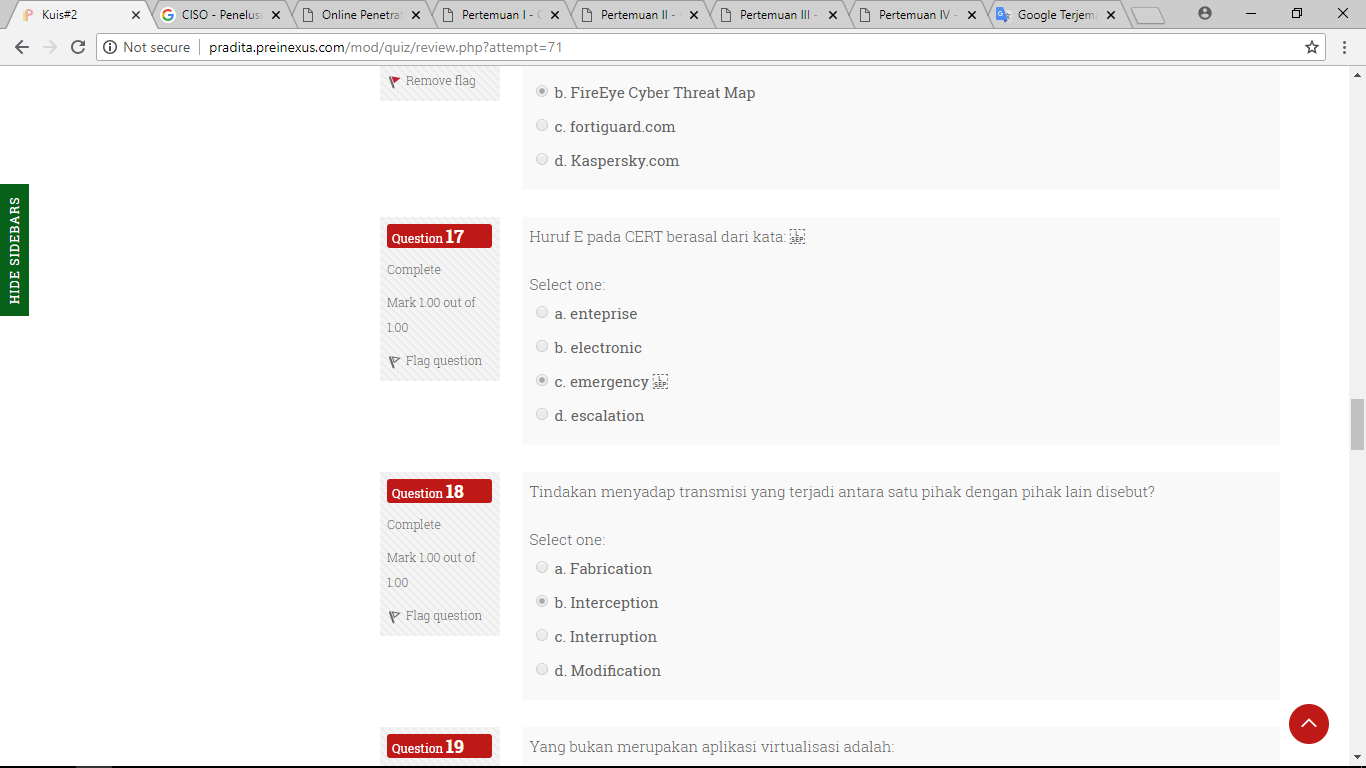 Kuis#2
CISO - Penelus
Online Penetrat
Pertemuan I - C
Pertemuan II -
Pertemuan III -
Pertemuan IV -
Google Terjem
Not secure
pradita.preinexus.com/mod/quiz/review.php?attempt=71
HIDE SIDEBARS
Remove flag
b. FireEye Cyber Threat Map
c. fortiguard.com
d. Kaspersky.com
Question 17
Complete
Mark 1.00 out of
1.00
Flag question
Huruf E pada CERT berasal dari kata: L SEP
Select one:
a. enteprise
b. electronic
c. emergency L SEP
d. escalation
Question 18
Complete
Mark 1.00 out of
1.00
Flag question
Tindakan menyadap transmisi yang terjadi antara satu pihak dengan pihak lain disebut?
Select one:
a. Fabrication
b. Interception
c. Interruption
d. Modification
Question 19
Yang bukan merupakan aplikasi virtualisasi adalah: